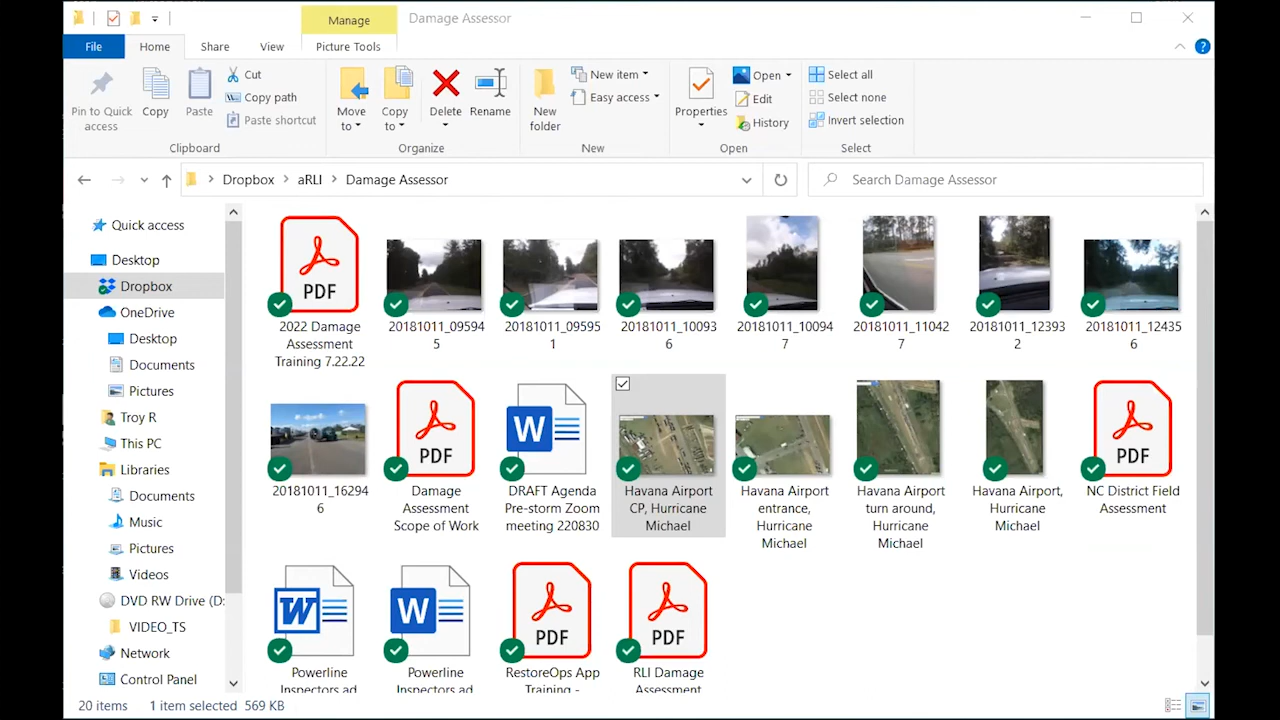 Manage
Damage Assessor
File
Home
Share
View
Picture Tools
Pin to Quick
access
Copy
Paste
Cut
Copy path
Paste shortcut
Clipboard
Move
to
Copy
to
Delete
Rename
Organize
New
folder
New item
Easy access
New
Properties
Open
Edit
History
Open
Select all
Select none
Invert selection
Select
Dropbox
aRLI
Damage Assessor
Search Damage Assessor
Quick access
Desktop
Dropbox
OneDrive
Desktop
Documents
Pictures
Troy R
This PC
Libraries
Documents
Music
Pictures
Videos
DVD RW Drive (D:
VIDEO_TS
Network
Control Panel
PDF
2022 Damage
Assessment
Training 7.22.22
20181011_09594
5
20181011_09595
1
20181011_10093
6
20181011_10094
7
20181011_11042
7
20181011_12393
2
20181011_12435
6
20181011_16294
6
PDF
Damage
Assessment
Scope of Work
W
DRAFT Agenda
Pre-storm Zoom
meeting 220830
Havana Airport
CP, Hurricane
Michael
Havana Airport
entrance,
Hurricane
Michael
Havana Airport
turn around,
Hurricane
Michael
Havana Airport,
Hurricane
Michael
PDF
NC District Field
Assessment
W
Powerline
Inspectors ad
W
Powerline
Inspectors ad
PDF
RestoreOps App
Training -
PDF
RLI Damage
Assessment
20 items
1 item selected 569 KB